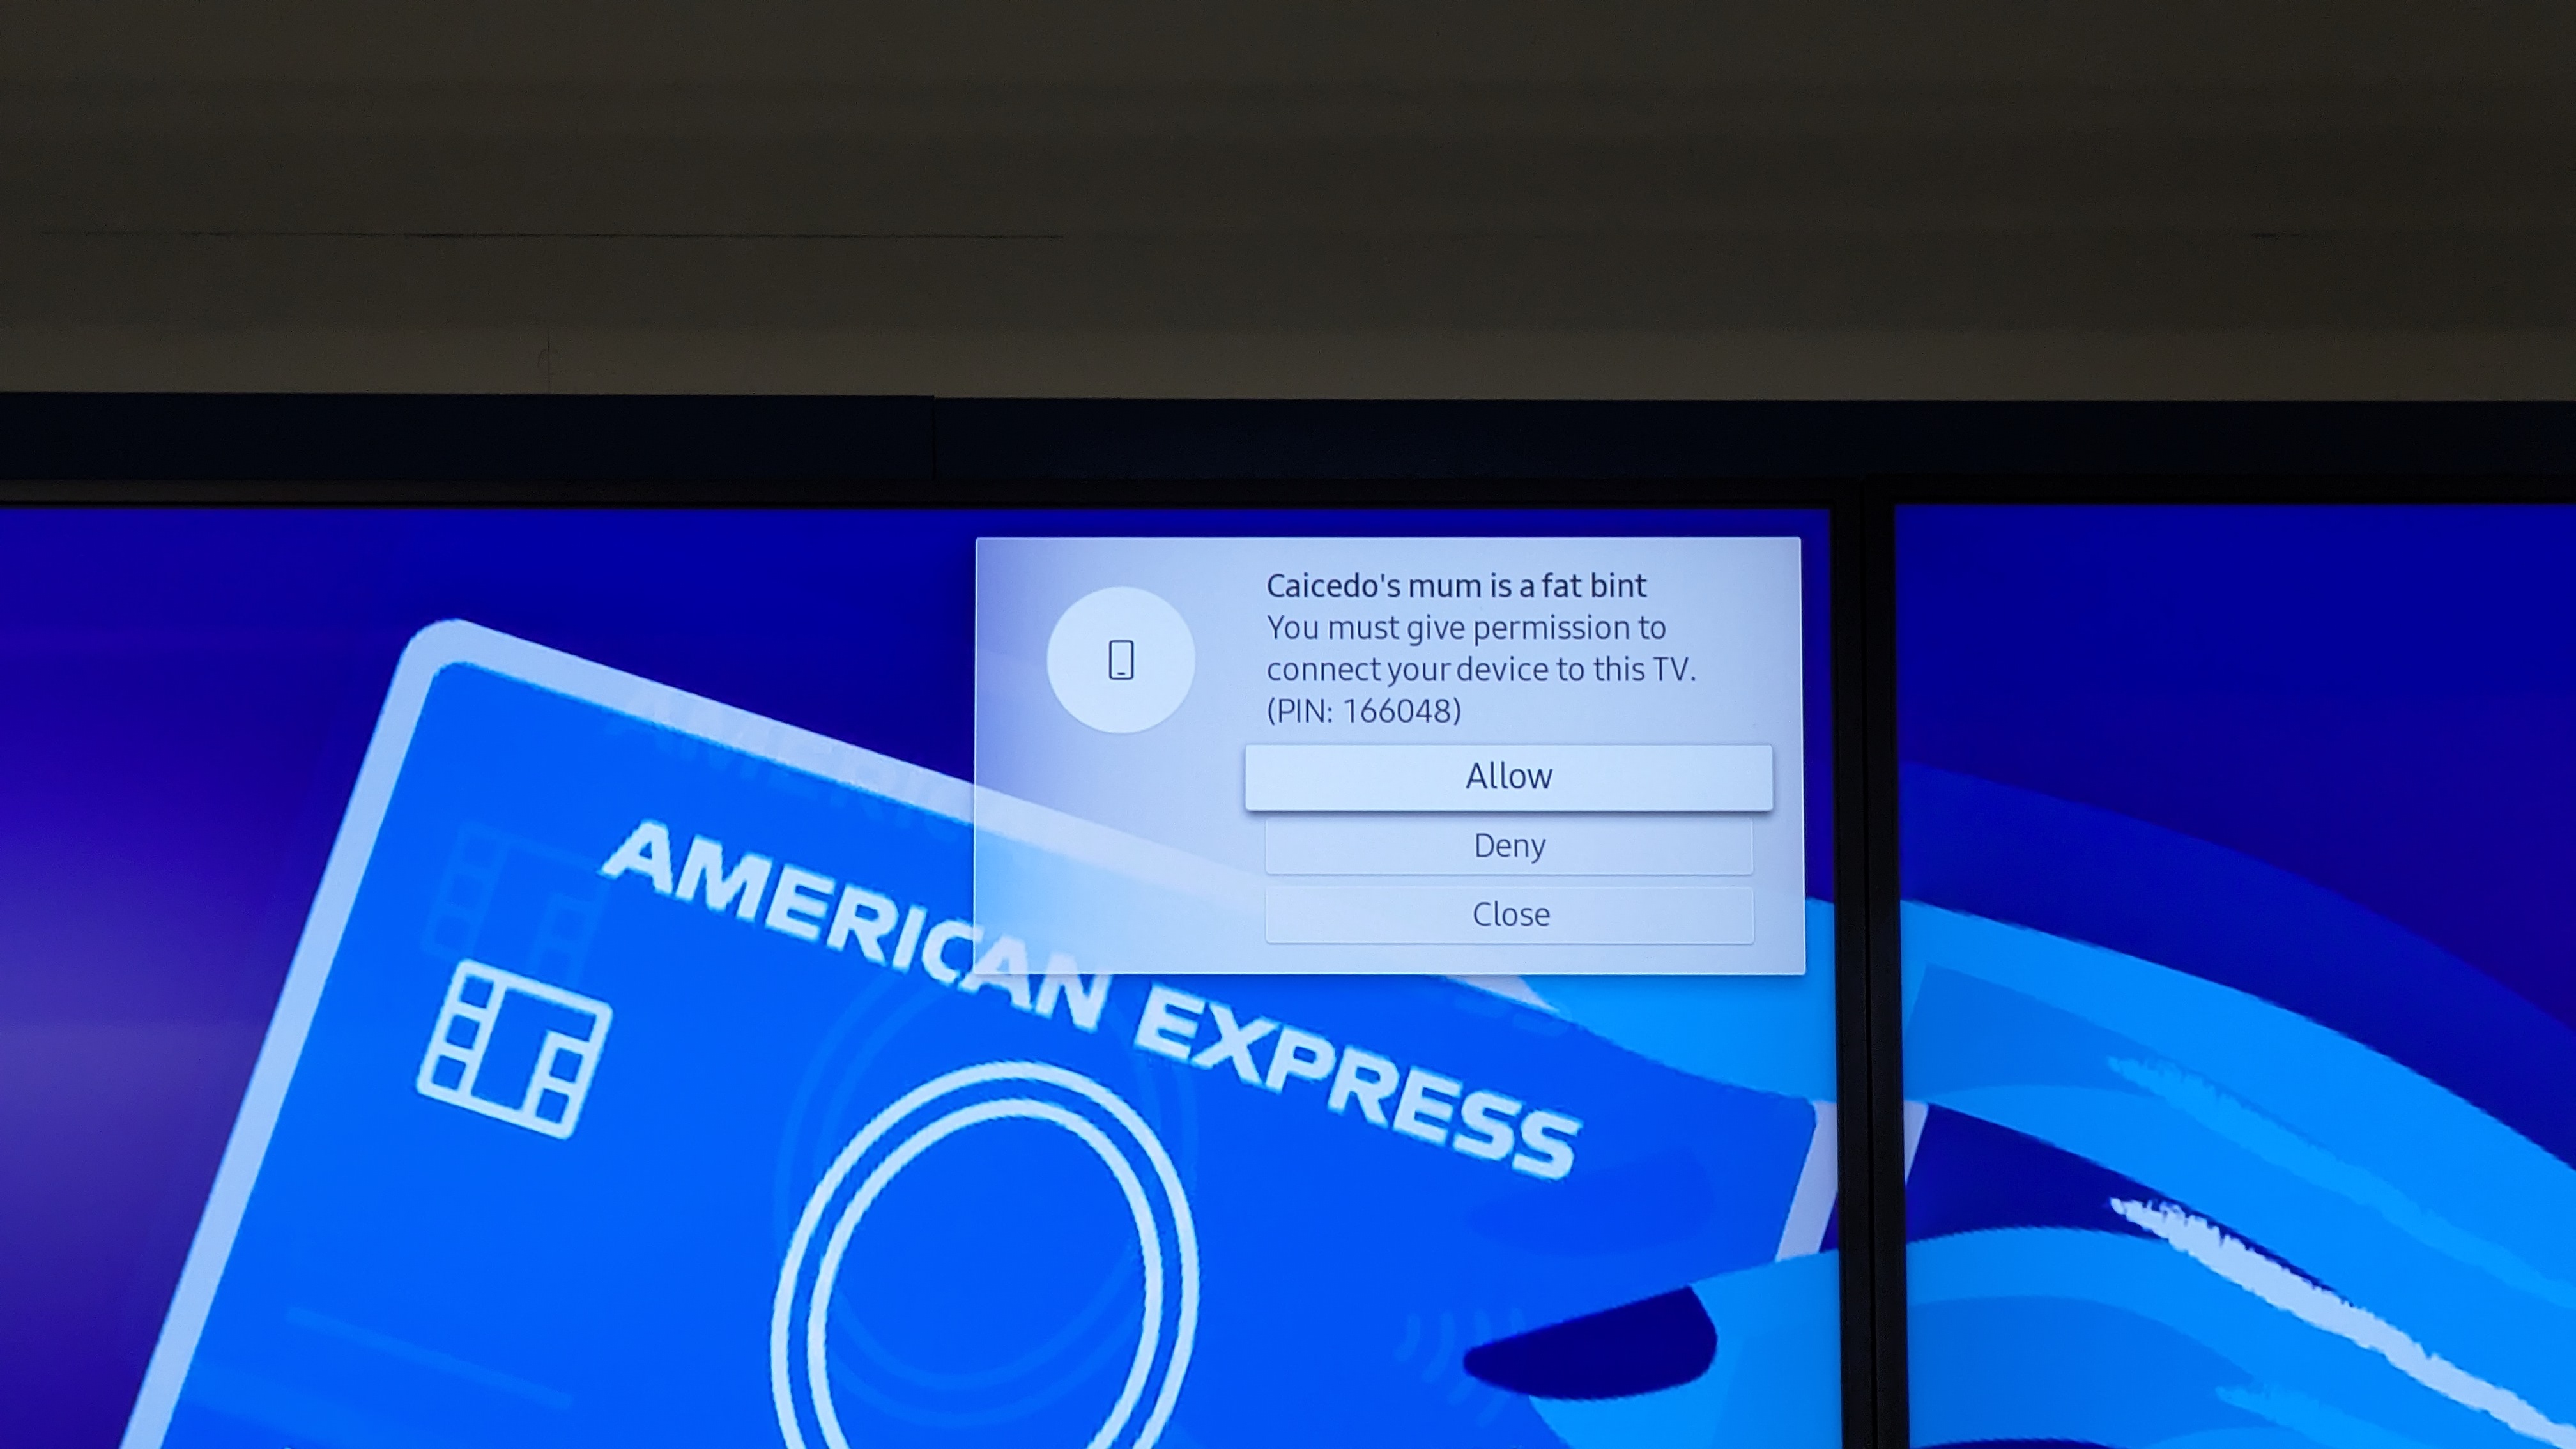 Caicedo's mum is a fat bint
You must give permission to
connect your device to this TV.
(PIN: 166048)
Allow
Deny
Close
AMERICAN EXPRESS